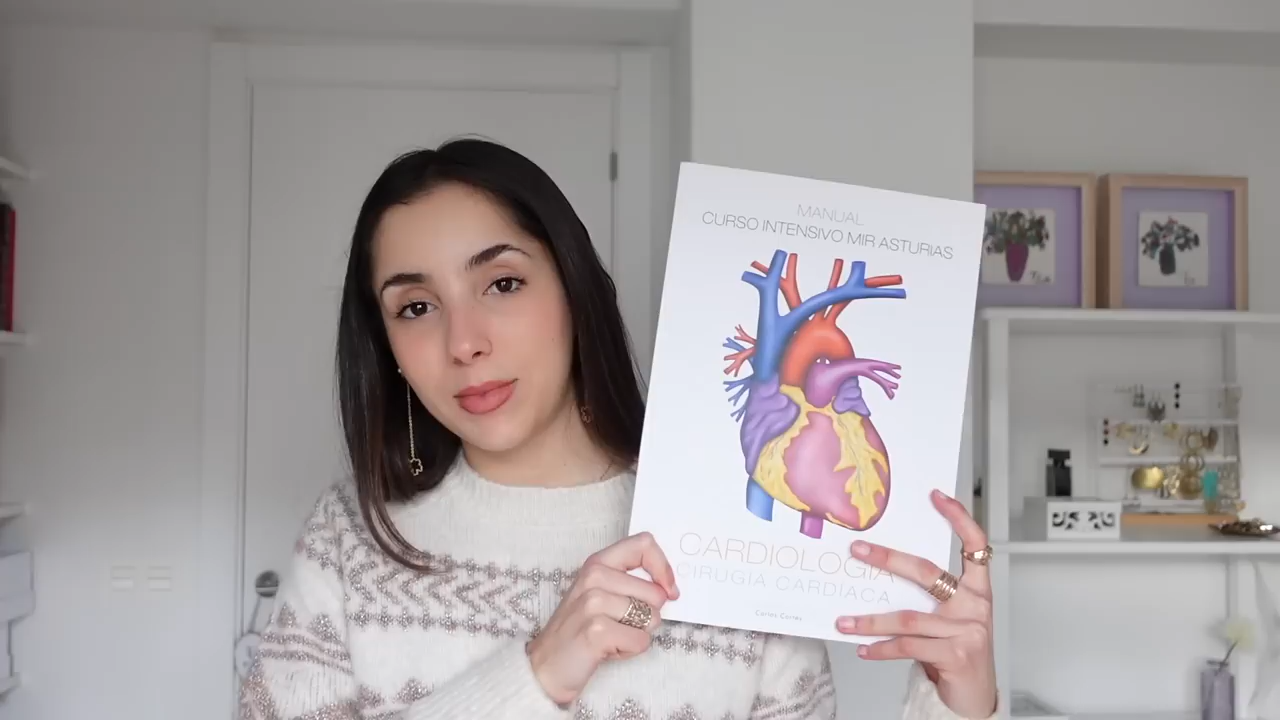 MANUAL
CURSO INTENSIVO MIR ASTURIAS
CARDIOLOGÍA
CIRUGÍA CARDÍACA